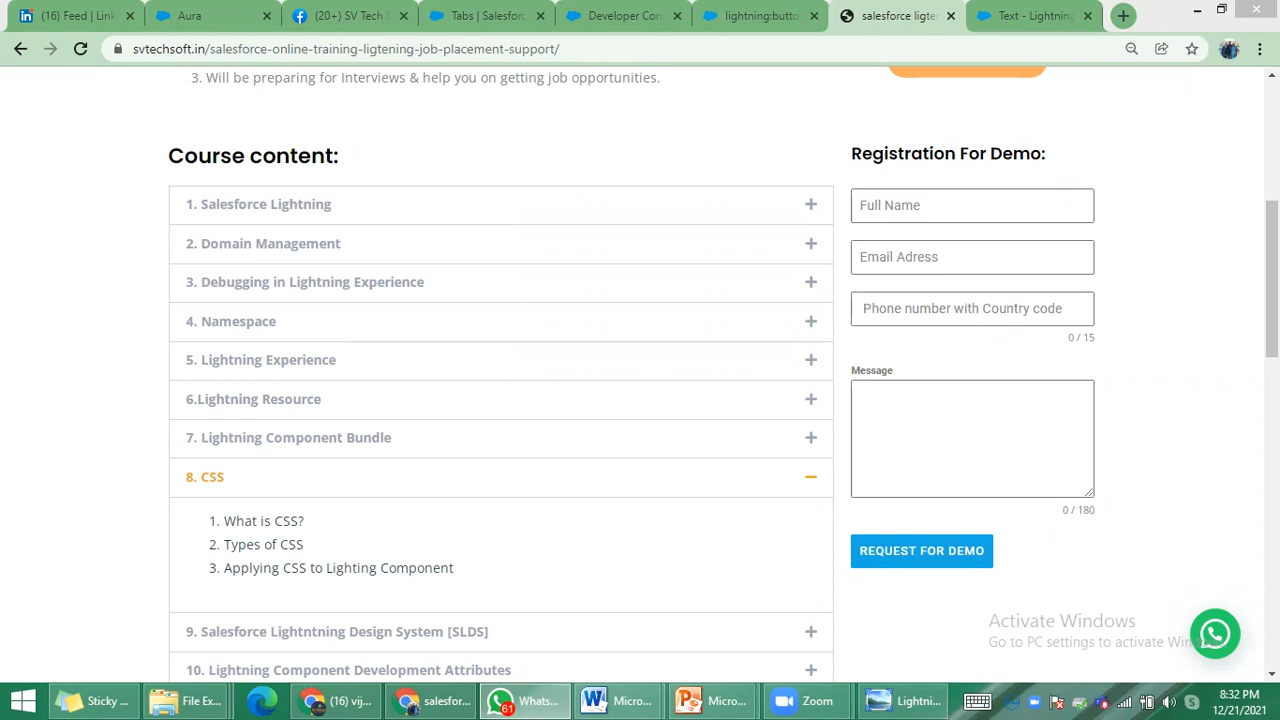 (16) Feed | Link
Aura
(20+) SV Tech S
Tabs | Salesforc
Developer Con
lightning:butto
salesforce ligte
Text - Lightning
svtechsoft.in/salesforce-online-training-ligtening-job-placement-support/
3. Will be preparing for Interviews & help you on getting job opportunities.
Course content:
1. Salesforce Lightning
2. Domain Management
3. Debugging in Lightning Experience
4. Namespace
5. Lightning Experience
6.Lightning Resource
7. Lightning Component Bundle
8. CSS
1. What is CSS?
2. Types of CSS
3. Applying CSS to Lighting Component
9. Salesforce Lightntning Design System [SLDS]
10. Lightning Component Development Attributes
Registration For Demo:
Full Name
Email Adress
Phone number with Country code
0 / 15
Message
0 / 180
REQUEST FOR DEMO
Activate Windows
Go to PC settings to activate Win
Sticky ...
File Ex...
(16) vij...
salesfor...
61
Whats...
Micro...
Micro...
Zoom
Lightni...
8:32 PM
12/21/2021